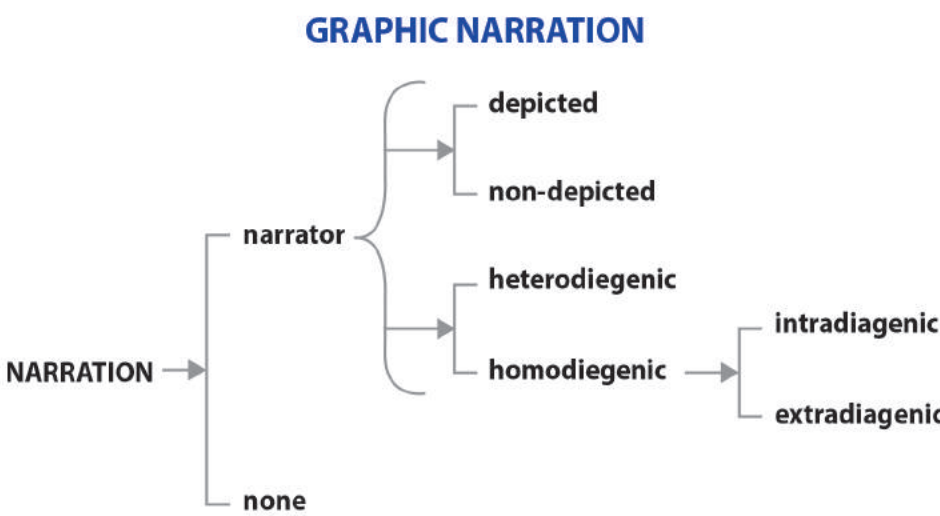 GRAPHIC NARRATION
depicted
non-depicted
narrator
heterodiegenic
intradiagenic
NARRATION
homodiegenic
extradiagenic
none